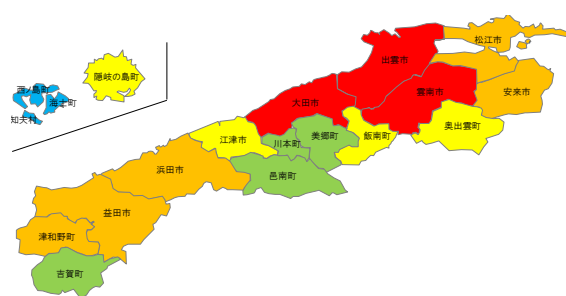 松江市
出雲市
隠岐の島町
西ノ島町
雲南市
安来市
海士町
大田市
知夫村
奥出雲町
美郷町
飯南町
江津市
川本町
浜田市
邑南町
益田市
津和野町
吉賀町